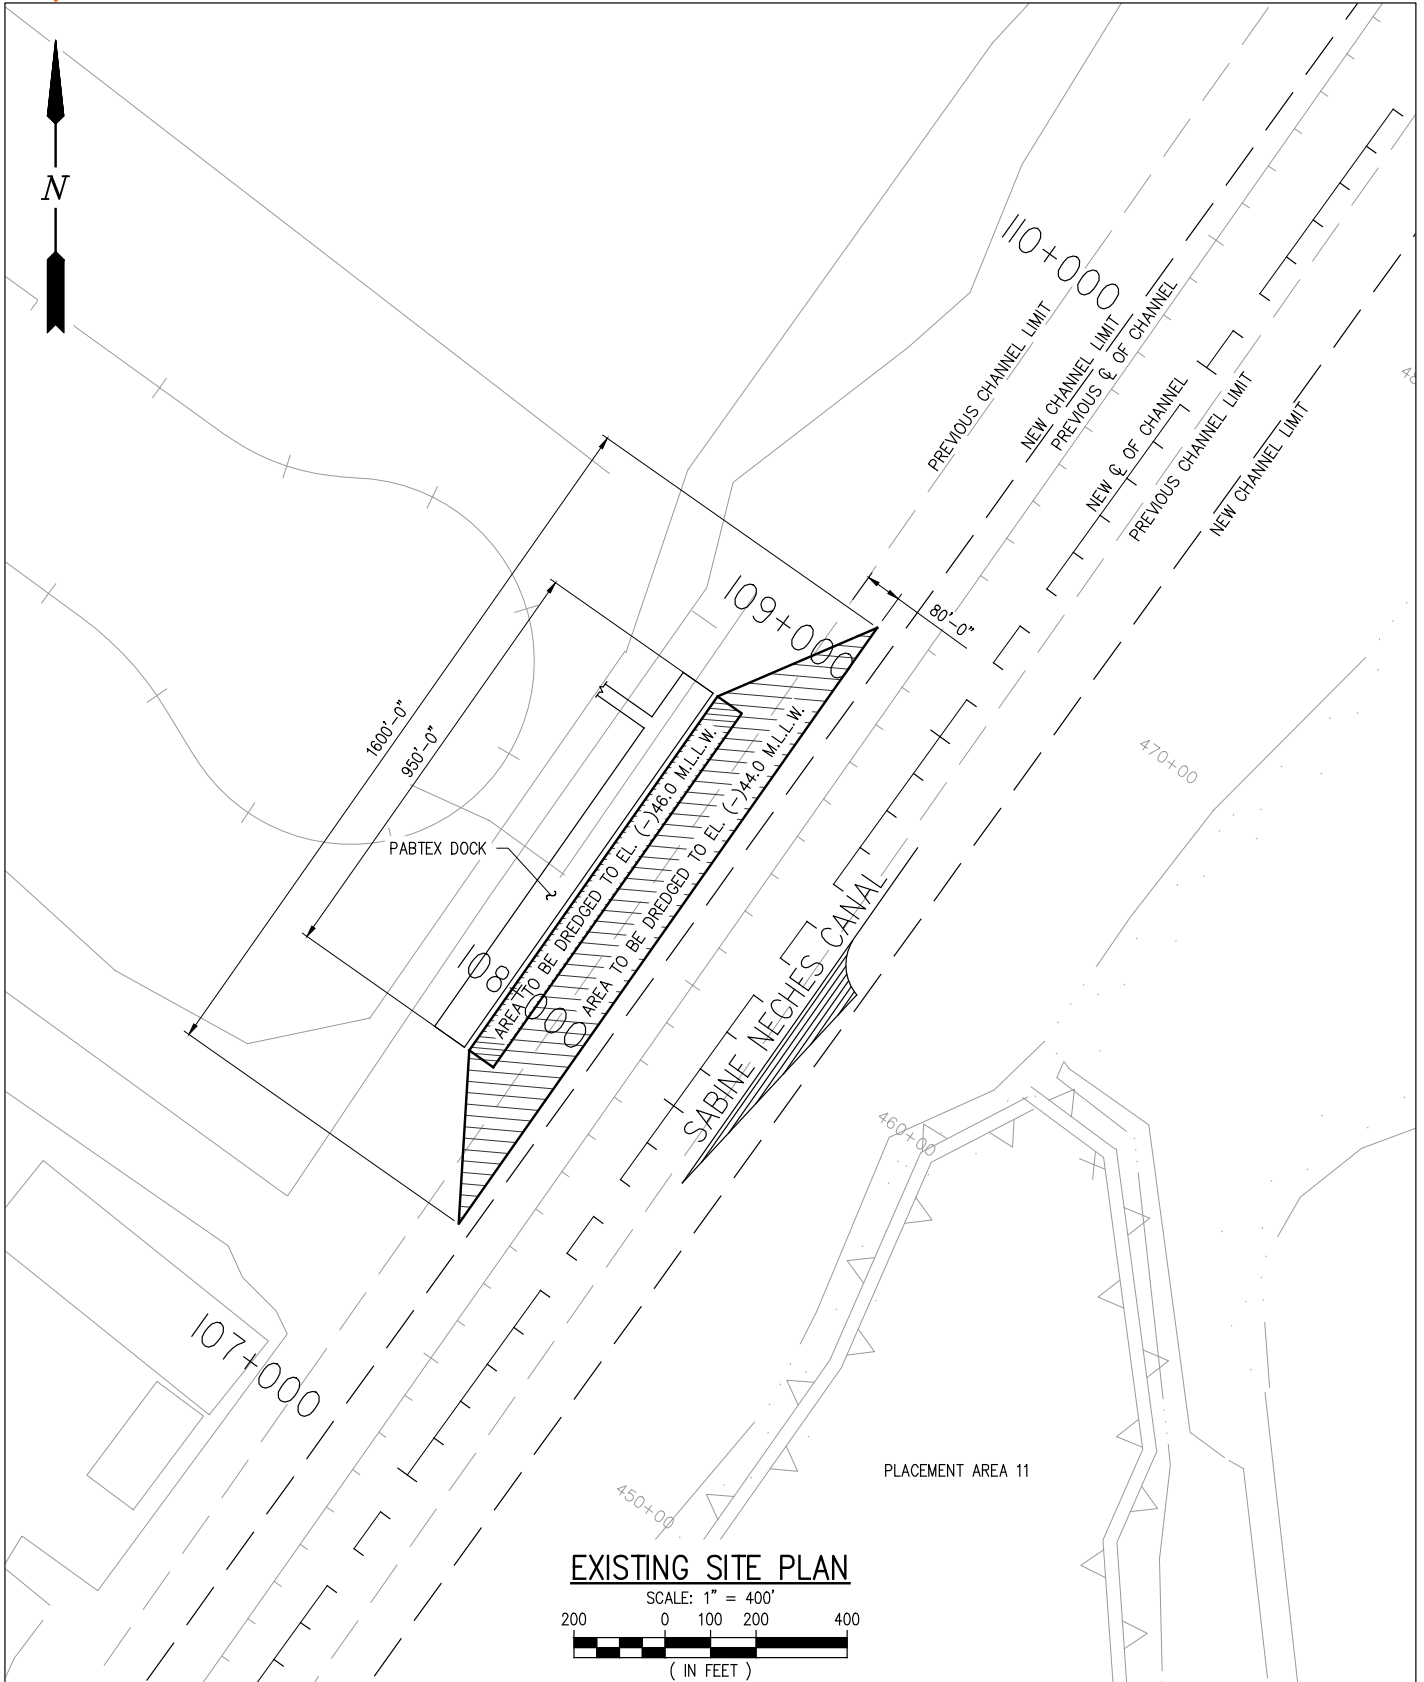 N
110+000
PREVIOUS CHANNEL LIMIT
NEW CHANNEL LIMIT
PREVIOUS ℄ OF CHANNEL
NEW ℄ OF CHANNEL
PREVIOUS CHANNEL LIMIT
NEW CHANNEL LIMIT
109+000
80'-0"
1600'-0"
950'-0"
PABTEX DOCK
AREA TO BE DREDGED TO EL. (-)46.0 M.L.L.W.
AREA TO BE DREDGED TO EL. (-)44.0 M.L.L.W.
470+00
108+000
SABINE NECHES CANAL
460+00
107+000
450+00
PLACEMENT AREA 11
EXISTING SITE PLAN
SCALE: 1" = 400'
200 0 100 200 400
( IN FEET )